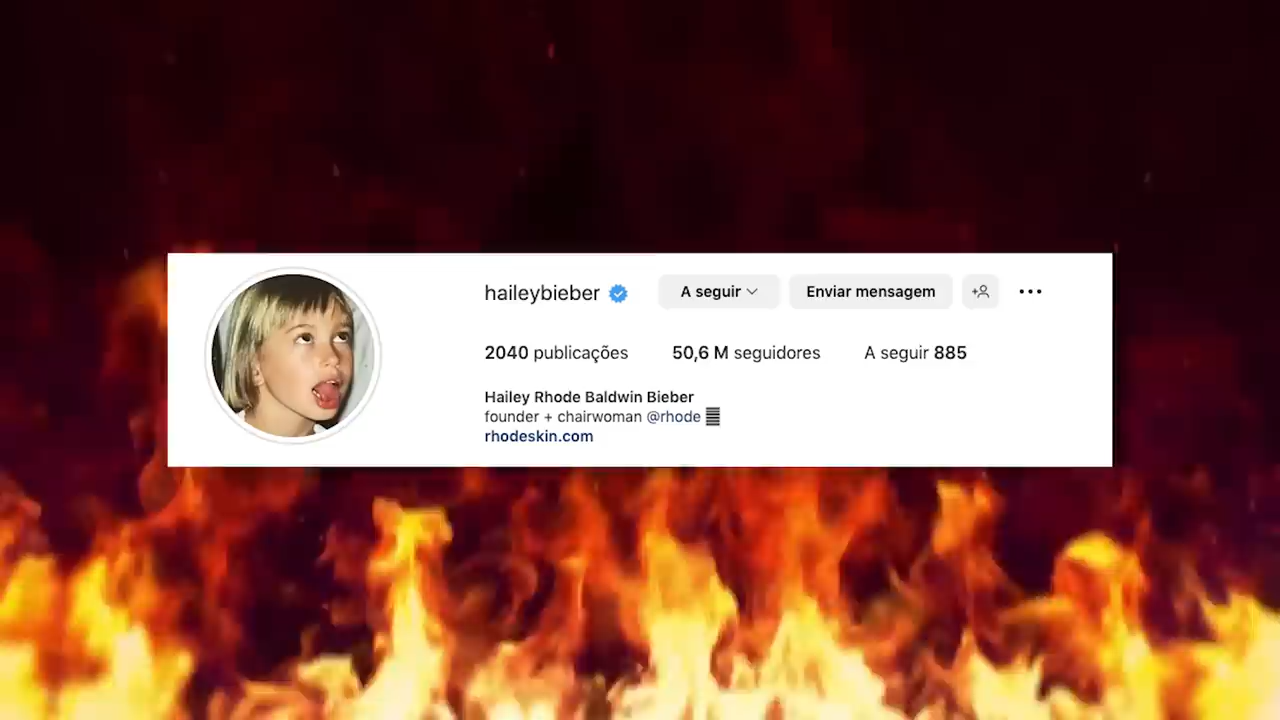 haileybieber A seguir Enviar mensagem
2040 publicações 50,6 M seguidores A seguir 885
Hailey Rhode Baldwin Bieber
founder + chairwoman @rhode
rhodeskin.com